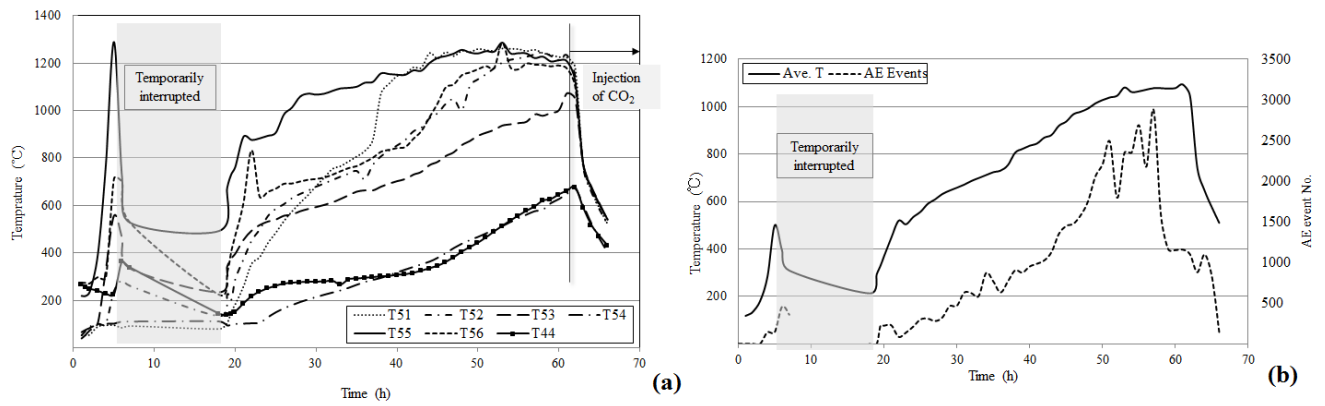 1400
1200
1000
800
600
400
200
0
10
20
30
40
50
60
70
Temprature (℃)
Time (h)
Temporarily
interrupted
Injection
of CO₂
T51 T52 T53 T54
T55 T56 T44
(a)
1200
1000
800
600
400
200
0
10
20
30
40
50
60
70
3500
3000
2500
2000
1500
1000
500
Temperature (℃)
AE event No.
Time (h)
Ave. T AE Events
Temporarily
interrupted
(b)